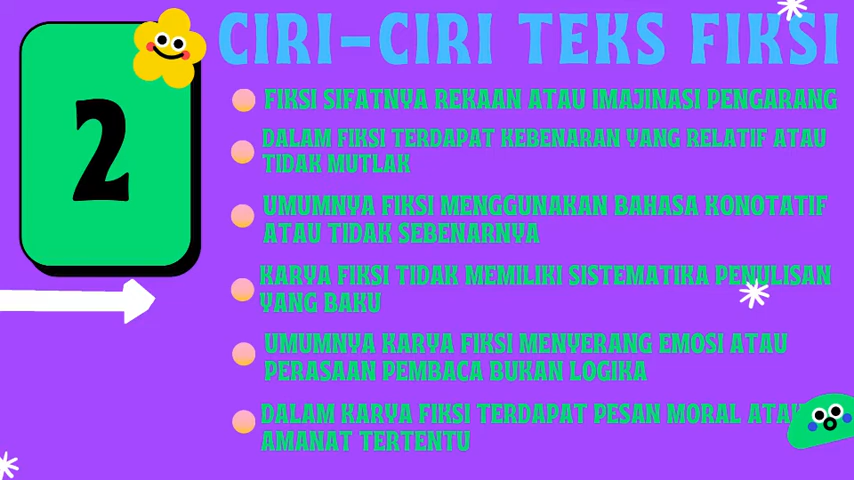 CIRI-CIRI TEKS FIKSI
2
FIKSI SIFATNYA REKAAN ATAU IMAJINASI PENGARANG
DALAM FIKSI TERDAPAT KEBENARAN YANG RELATIF ATAU
TIDAK MUTLAK
UMUMNYA FIKSI MENGGUNAKAN BAHASA KONOTATIF
ATAU TIDAK SEBENARNYA
KARYA FIKSI TIDAK MEMILIKI SISTEMATIKA PENULISAN
YANG BAKU
UMUMNYA KARYA FIKSI MENYERANG EMOSI ATAU
PERASAAN PEMBACA BUKAN LOGIKA
DALAM KARYA FIKSI TERDAPAT PESAN MORAL ATAU
AMANAT TERTENTU